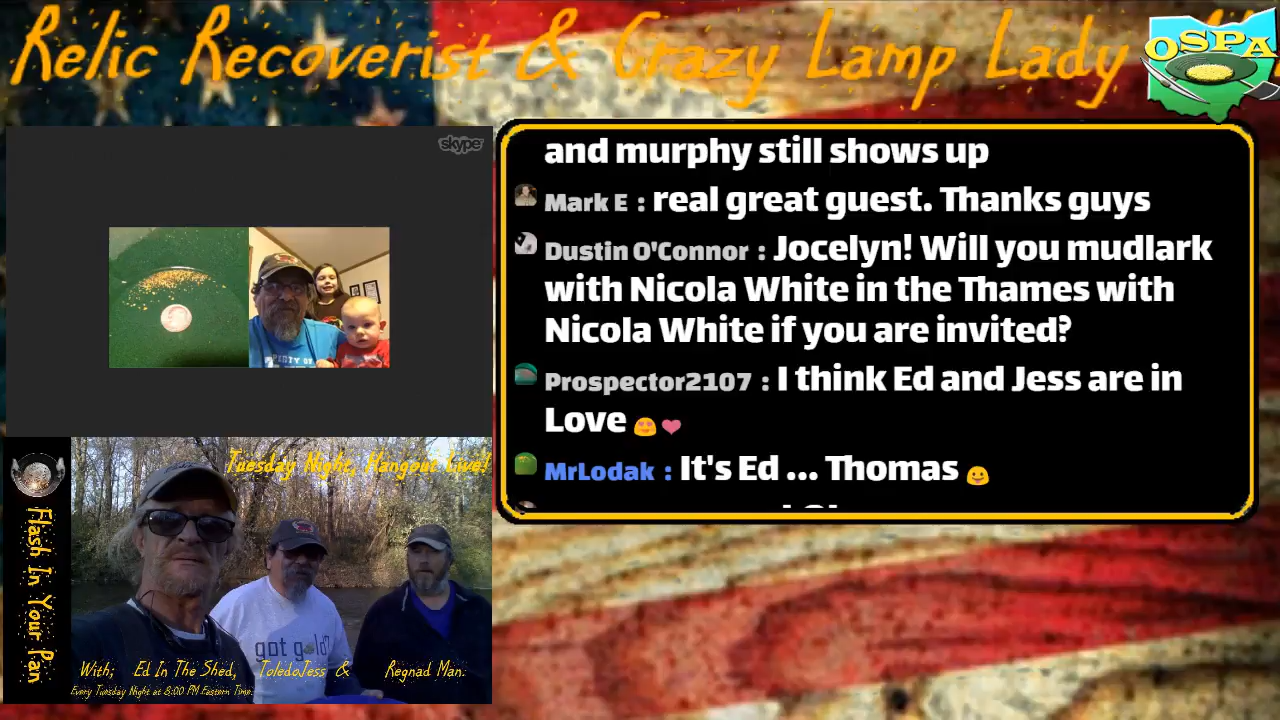 Relic Recoverist & Crazy Lamp Lady
OSPA
skype
and murphy still shows up
Mark E : real great guest. Thanks guys
Dustin O'Connor : Jocelyn! Will you mudlark
with Nicola White in the Thames with
Nicola White if you are invited?
Prospector2107 : I think Ed and Jess are in
Love 😍 ❤
MrLodak : It's Ed ... Thomas 😀
PROPERTY OF
Tuesday Night, Hangout Live!
Flash In Your Pan
got gold?
With; Ed In The Shed, ToledoJess & Regnad Man.
Every Tuesday Night at 8:00 PM Eastern Time.